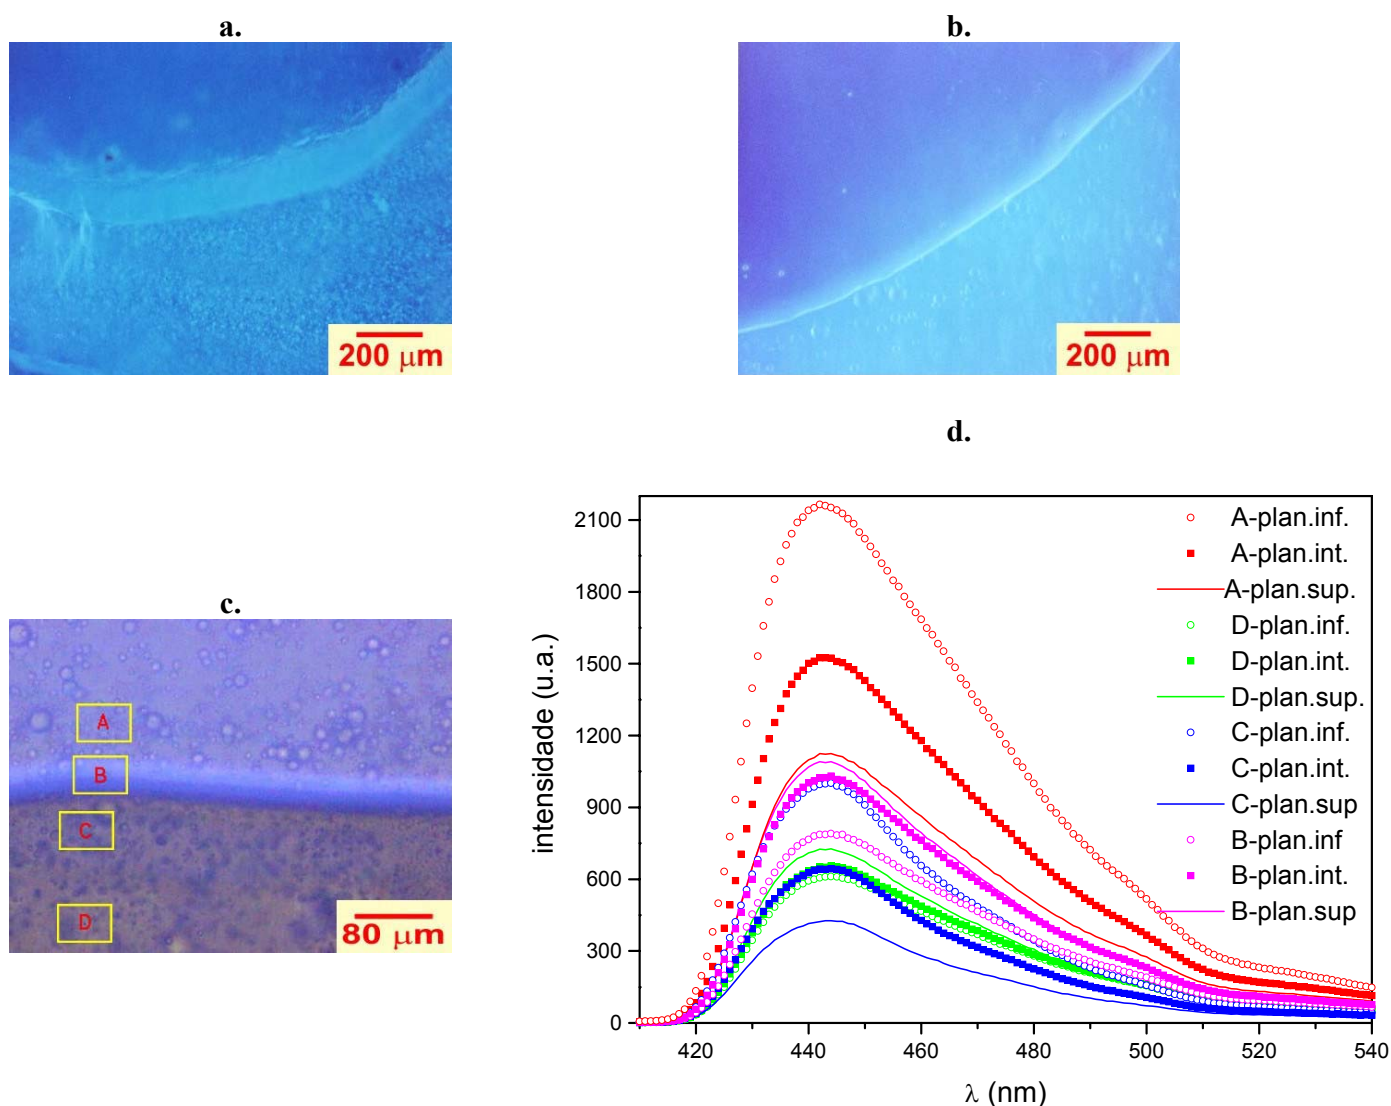 a.
200 μm
b.
200 μm
c.
A
B
C
D
80 μm
d.
intensidade (u.a.)
2100
1800
1500
1200
900
600
300
0
420
440
460
480
500
520
540
λ (nm)
A-plan.inf.
A-plan.int.
A-plan.sup.
D-plan.inf.
D-plan.int.
D-plan.sup.
C-plan.inf.
C-plan.int.
C-plan.sup
B-plan.inf
B-plan.int.
B-plan.sup